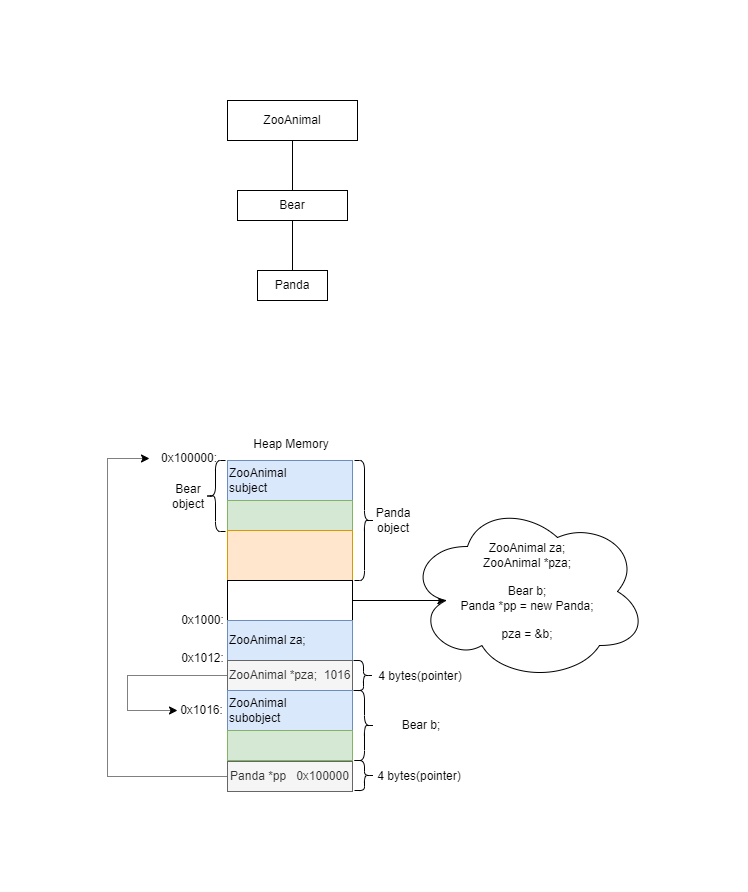 ZooAnimal
Bear
Panda
Heap Memory
0x100000:
ZooAnimal
subject
Bear
object
Panda
object
ZooAnimal za;
ZooAnimal *pza;
Bear b;
Panda *pp = new Panda;
pza = &b;
0x1000:
ZooAnimal za;
0x1012:
ZooAnimal *pza; 1016
4 bytes(pointer)
0x1016:
ZooAnimal
subobject
Bear b;
Panda *pp 0x100000
4 bytes(pointer)